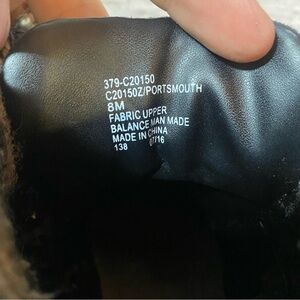 379-C20150
C20150Z/PORTSMOUTH
8M
FABRIC UPPER
BALANCE MAN MADE
MADE IN CHINA
138 07/16